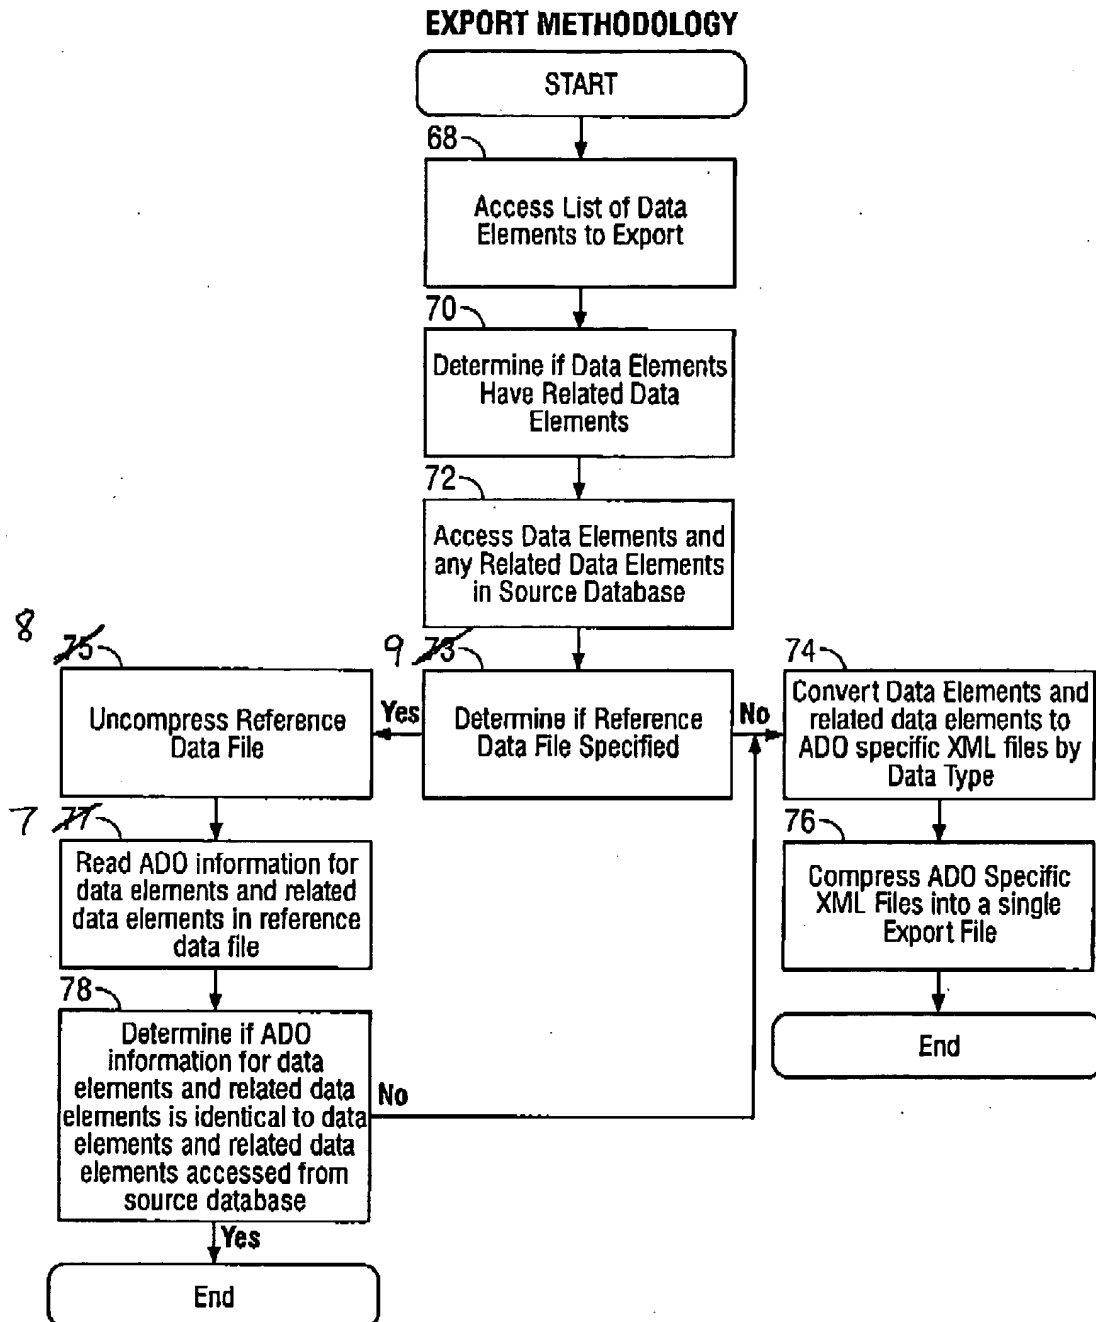 EXPORT METHODOLOGY
START
68
Access List of Data
Elements to Export
70
Determine if Data Elements
Have Related Data
Elements
72
Access Data Elements and
any Related Data Elements
in Source Database
8 75
Uncompress Reference
Data File
Yes
9 73
Determine if Reference
Data File Specified
No
74
Convert Data Elements and
related data elements to
ADO specific XML files by
Data Type
7 77
Read ADO information for
data elements and related
data elements in reference
data file
76
Compress ADO Specific
XML Files into a single
Export File
End
78
Determine if ADO
information for data
elements and related data
elements is identical to data
elements and related data
elements accessed from
source database
No
Yes
End